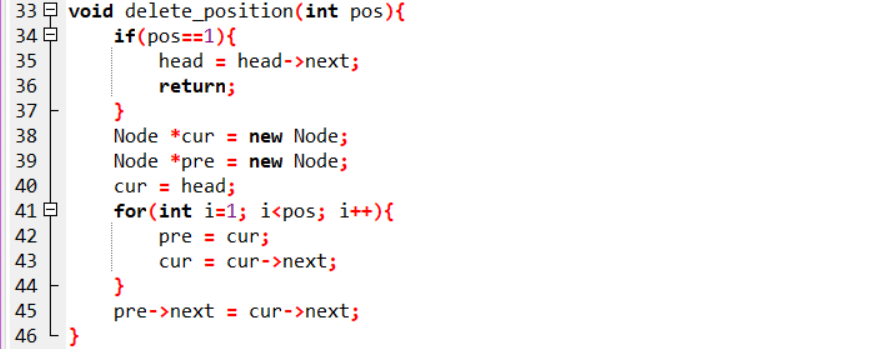 33 void delete_position(int pos){
34 if(pos==1){
35 head = head->next;
36 return;
37 }
38 Node *cur = new Node;
39 Node *pre = new Node;
40 cur = head;
41 for(int i=1; i<pos; i++){
42 pre = cur;
43 cur = cur->next;
44 }
45 pre->next = cur->next;
46 }